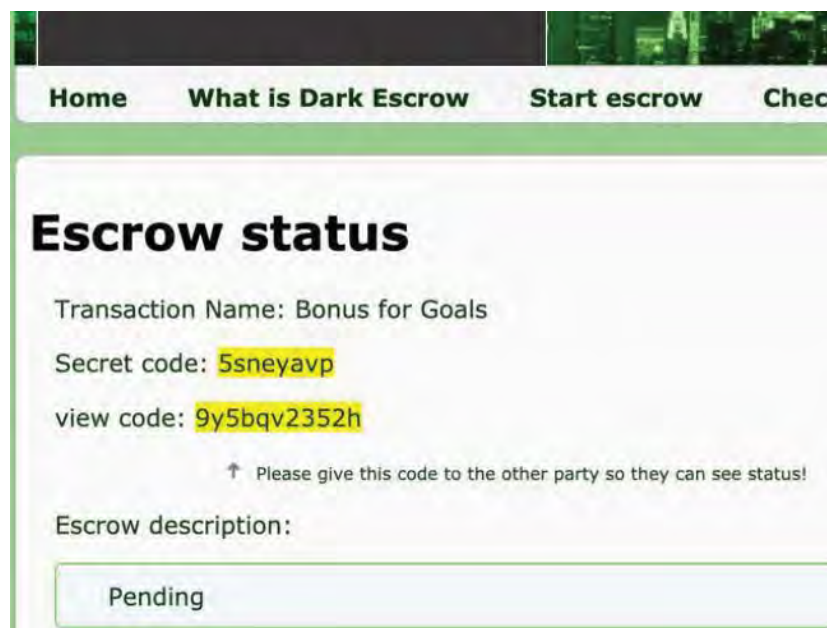 Home What is Dark Escrow Start escrow Chec
Escrow status
Transaction Name: Bonus for Goals
Secret code: 5sneyavp
view code: 9y5bqv2352h
↑ Please give this code to the other party so they can see status!
Escrow description:
Pending